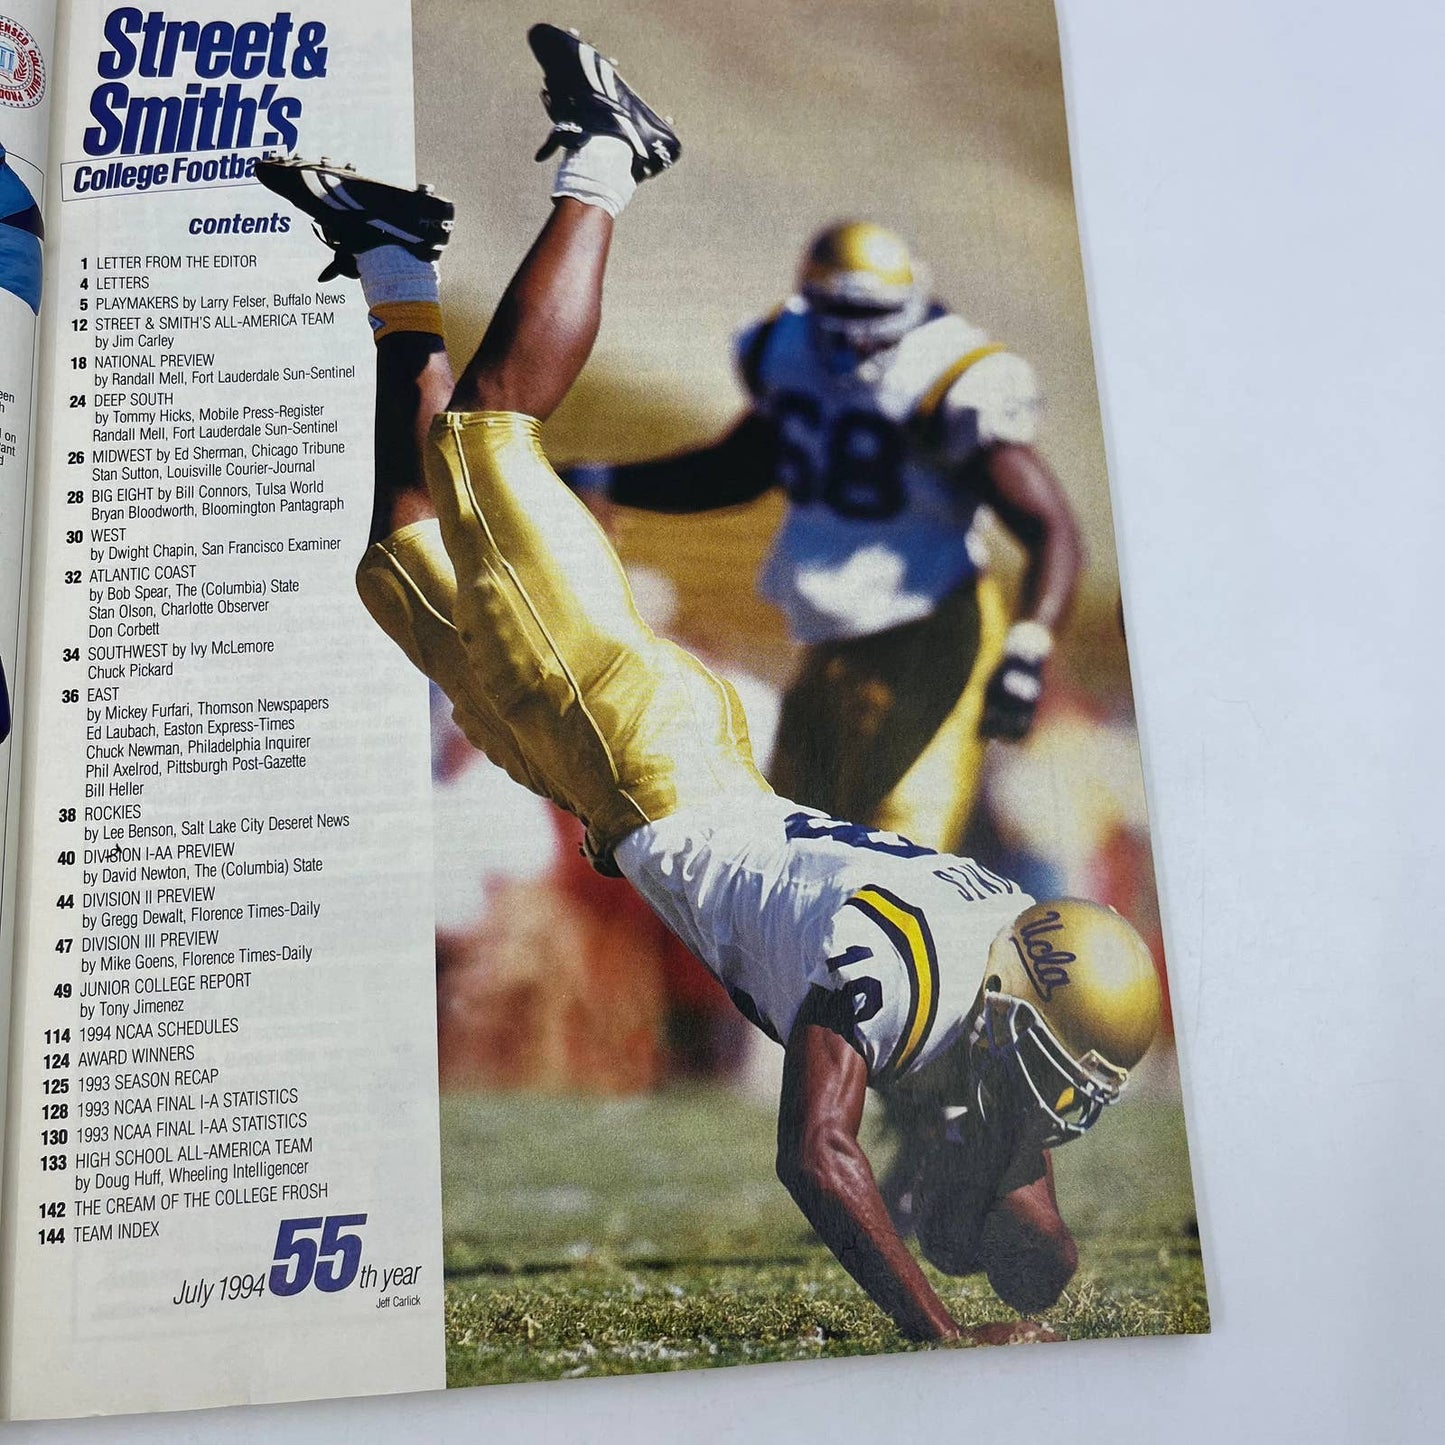 Street &
Smith's
College Football
contents
1 LETTER FROM THE EDITOR
4 LETTERS
5 PLAYMAKERS by Larry Felser, Buffalo News
12 STREET & SMITH'S ALL-AMERICA TEAM
by Jim Carley
18 NATIONAL PREVIEW
by Randall Mell, Fort Lauderdale Sun-Sentinel
24 DEEP SOUTH
by Tommy Hicks, Mobile Press-Register
Randall Mell, Fort Lauderdale Sun-Sentinel
26 MIDWEST by Ed Sherman, Chicago Tribune
Stan Sutton, Louisville Courier-Journal
28 BIG EIGHT by Bill Connors, Tulsa World
Bryan Bloodworth, Bloomington Pantagraph
30 WEST
by Dwight Chapin, San Francisco Examiner
32 ATLANTIC COAST
by Bob Spear, The (Columbia) State
Stan Olson, Charlotte Observer
Don Corbett
34 SOUTHWEST by Ivy McLemore
Chuck Pickard
36 EAST
by Mickey Furfari, Thomson Newspapers
Ed Laubach, Easton Express-Times
Chuck Newman, Philadelphia Inquirer
Phil Axelrod, Pittsburgh Post-Gazette
Bill Heller
38 ROCKIES
by Lee Benson, Salt Lake City Deseret News
40 DIVISION I-AA PREVIEW
by David Newton, The (Columbia) State
44 DIVISION II PREVIEW
by Gregg Dewalt, Florence Times-Daily
47 DIVISION III PREVIEW
by Mike Goens, Florence Times-Daily
49 JUNIOR COLLEGE REPORT
by Tony Jimenez
114 1994 NCAA SCHEDULES
124 AWARD WINNERS
125 1993 SEASON RECAP
128 1993 NCAA FINAL I-A STATISTICS
130 1993 NCAA FINAL I-AA STATISTICS
133 HIGH SCHOOL ALL-AMERICA TEAM
by Doug Huff, Wheeling Intelligencer
142 THE CREAM OF THE COLLEGE FROSH
144 TEAM INDEX
July 1994 55th year
Jeff Carlick
68
Ucla